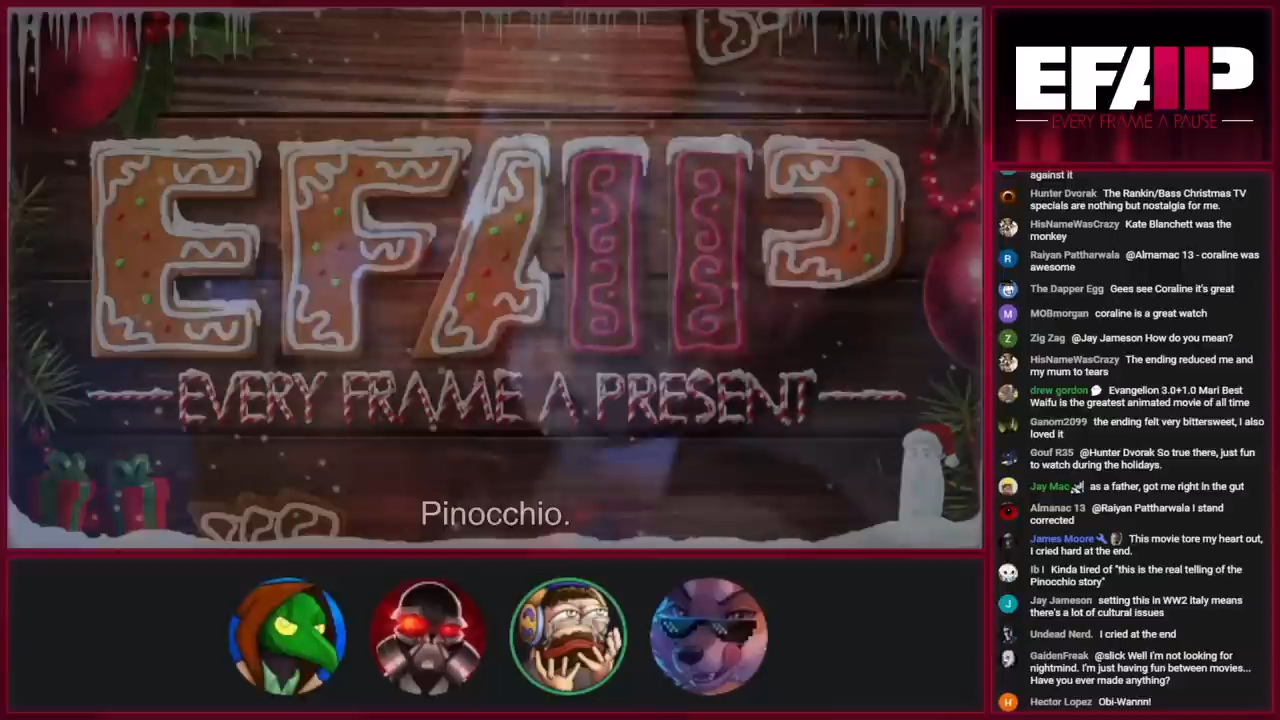 EFAP
EVERY FRAME A PRESENT
Pinocchio.
EFAP
EVERY FRAME A PAUSE
against it
Hunter Dvorak The Rankin/Bass Christmas TV
specials are nothing but nostalgia for me.
HisNameWasCrazy Kate Blanchett was the
monkey
Raiyan Pattharwala @Almamac 13 - coraline was
awesome
The Dapper Egg Gees see Coraline it's great
MOBmorgan coraline is a great watch
Zig Zag @Jay Jameson How do you mean?
HisNameWasCrazy The ending reduced me and
my mum to tears
drew gordon Evangelion 3.0+1.0 Mari Best
Waifu is the greatest animated movie of all time
Ganom2099 the ending felt very bittersweet, I also
loved it
Gouf R35 @Hunter Dvorak So true there, just fun
to watch during the holidays.
Jay Mac as a father, got me right in the gut
Almanac 13 @Raiyan Pattharwala I stand
corrected
James Moore This movie tore my heart out,
I cried hard at the end.
Ib I Kinda tired of "this is the real telling of the
Pinocchio story"
Jay Jameson setting this in WW2 italy means
there's a lot of cultural issues
Undead Nerd. I cried at the end
GaidenFreak @slick Well I'm not looking for
nightmind. I'm just having fun between movies...
Have you ever made anything?
Hector Lopez Obi-Wannn!